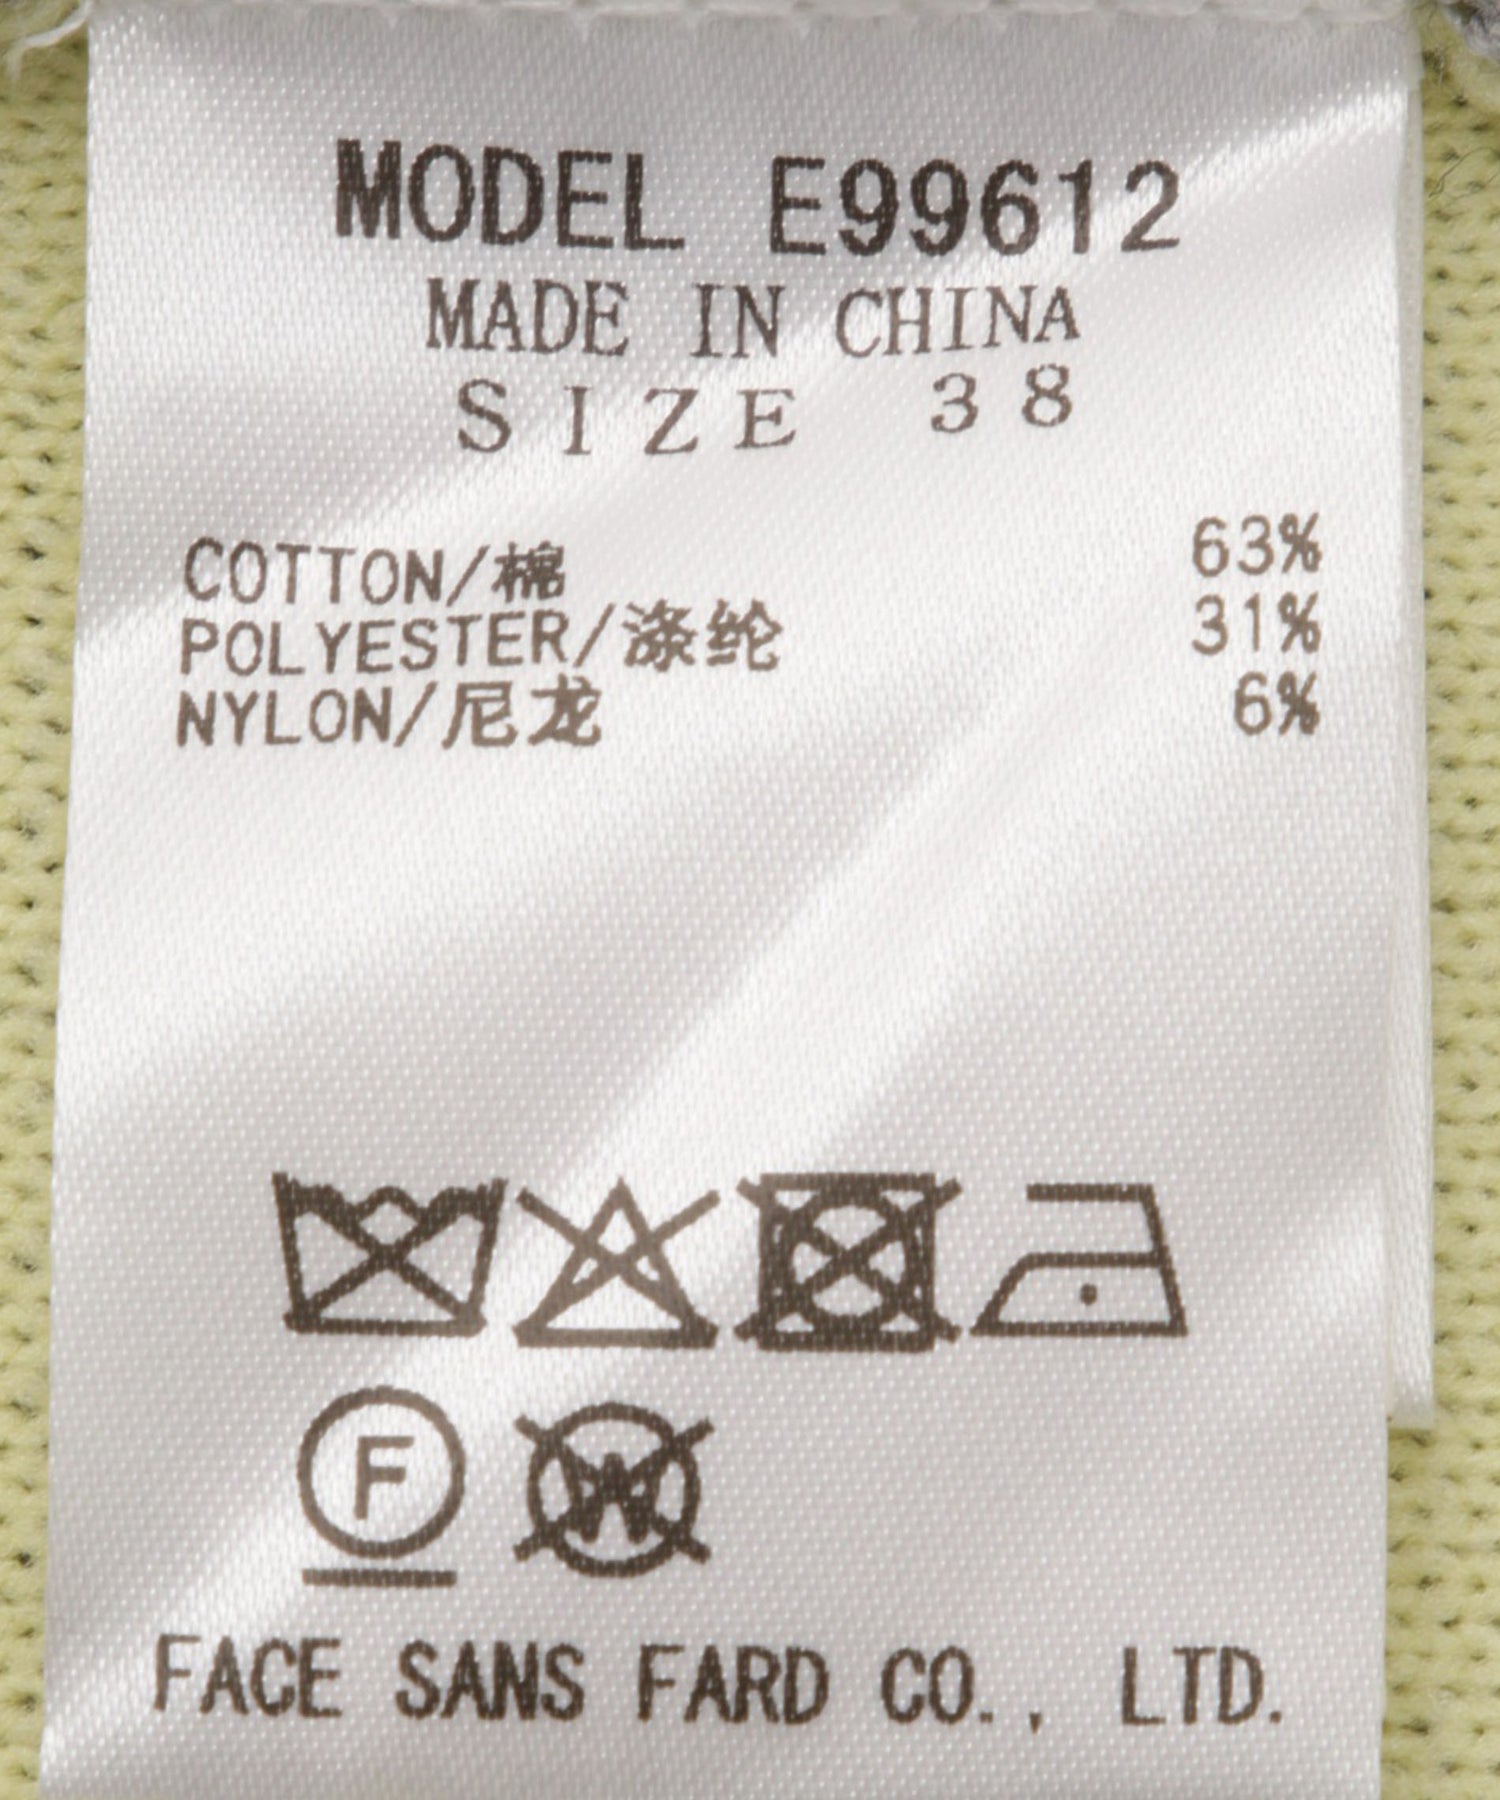 MODEL E99612
MADE IN CHINA
SIZE 38
COTTON/棉 63%
POLYESTER/涤纶 31%
NYLON/尼龙 6%
F W
FACE SANS FARD CO., LTD.